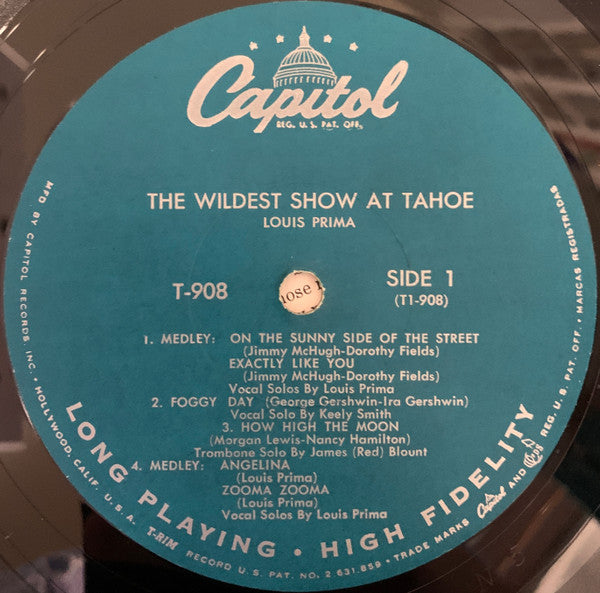 Capitol
REG. U.S. PAT. OFF.
THE WILDEST SHOW AT TAHOE
LOUIS PRIMA
T-908
SIDE 1
(T1-908)
nose
1. MEDLEY: ON THE SUNNY SIDE OF THE STREET
(Jimmy McHugh-Dorothy Fields)
EXACTLY LIKE YOU
(Jimmy McHugh-Dorothy Fields)
Vocal Solos By Louis Prima
2. FOGGY DAY (George Gershwin-Ira Gershwin)
Vocal Solo By Keely Smith
3. HOW HIGH THE MOON
(Morgan Lewis-Nancy Hamilton)
Trombone Solo By James (Red) Blount
4. MEDLEY: ANGELINA
(Louis Prima)
ZOOMA ZOOMA
(Louis Prima)
Vocal Solos By Louis Prima
LONG PLAYING • HIGH FIDELITY
MFD BY CAPITOL RECORDS, INC. • HOLLYWOOD, CALIF. U.S.A. T-RIM RECORD U.S. PAT. NO. 2 631.859 • TRADE MARKS Capitol AND REG. U.S. PAT. OFF. • MARCAS REGISTRADAS